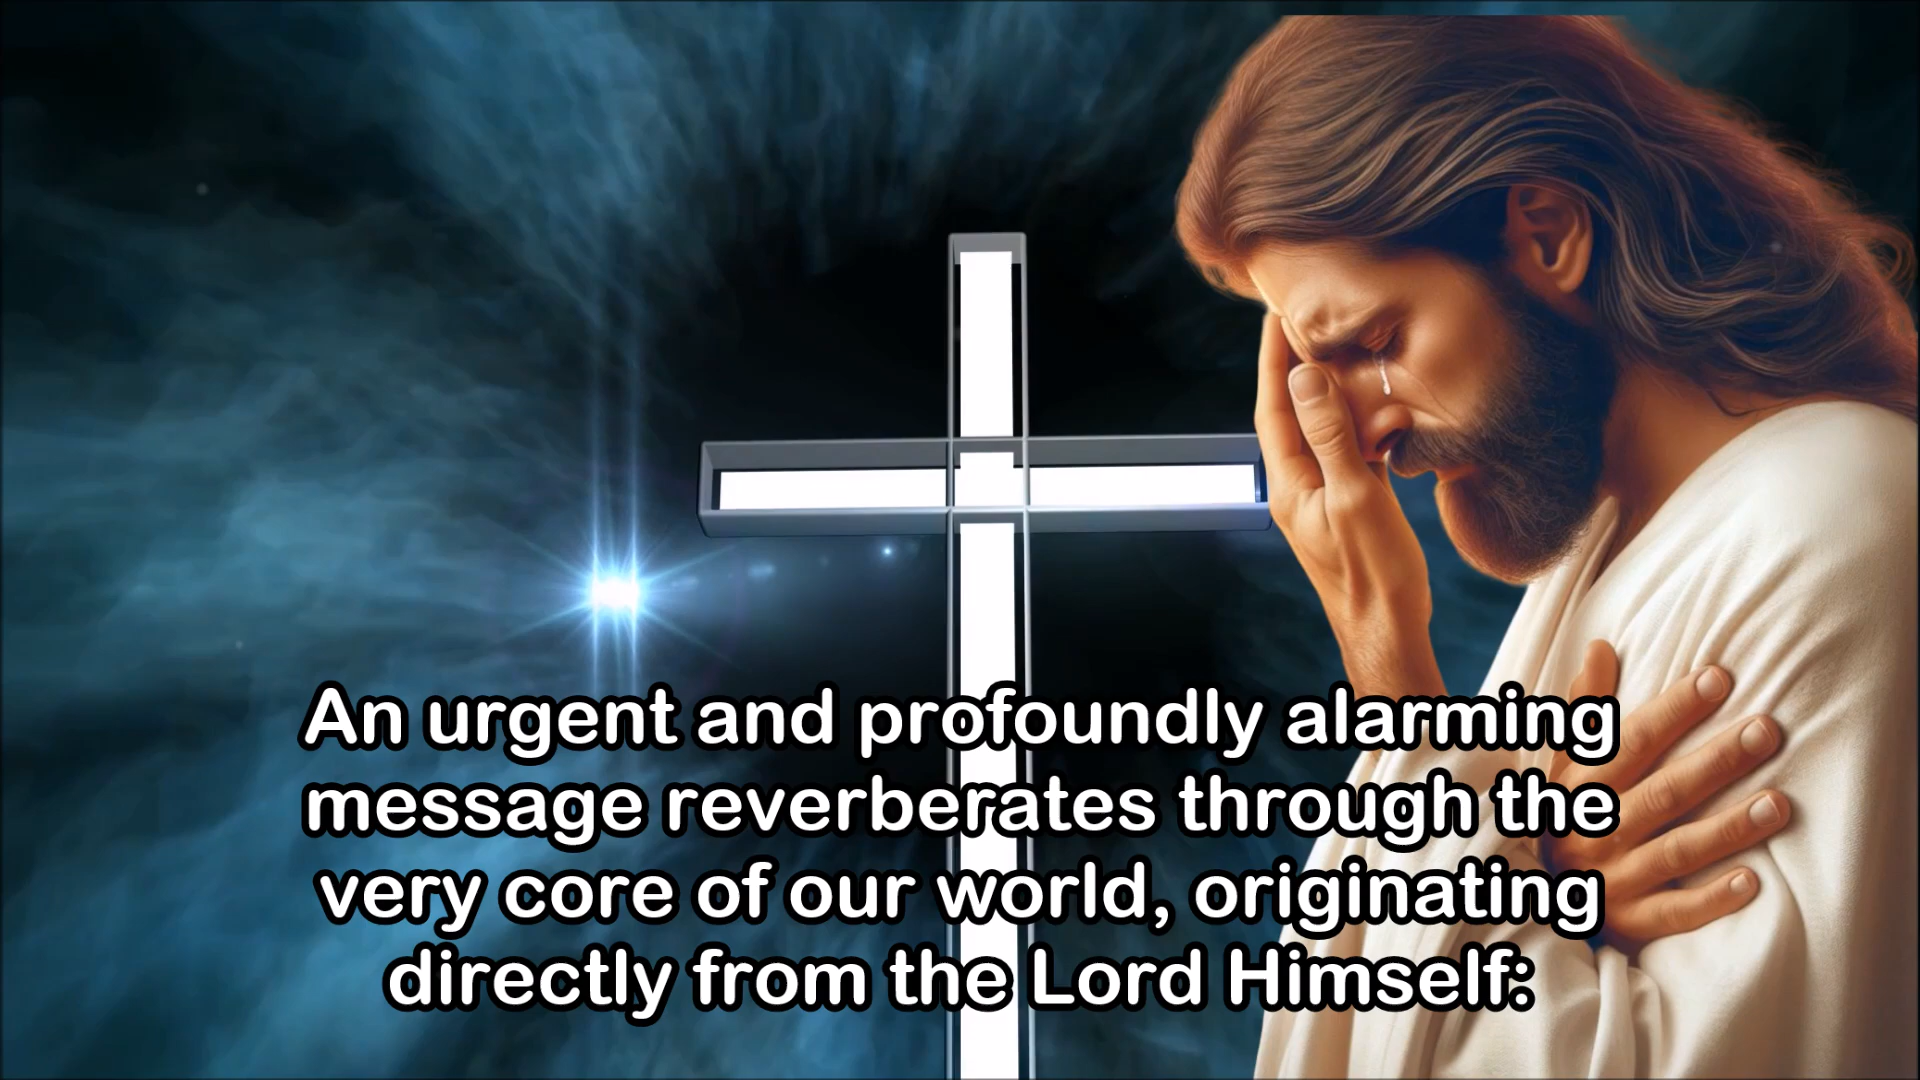 An urgent and profoundly alarming
message reverberates through the
very core of our world, originating
directly from the Lord Himself: